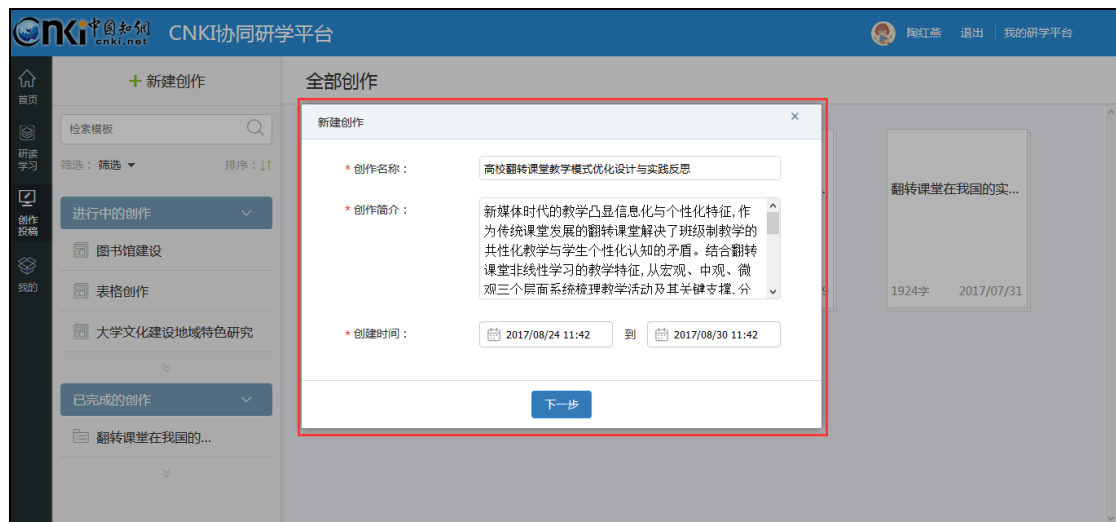 CNKi中国知网
cnki.net
CNKI协同研学平台
陶红燕 退出 我的研学平台
首页
研读
学习
创作
投稿
我的
新建创作
检索模板
筛选： 筛选 排序：
进行中的创作
图书馆建设
表格创作
大学文化建设地域特色研究
已完成的创作
翻转课堂在我国的...
全部创作
新建创作 ×
* 创作名称： 高校翻转课堂教学模式优化设计与实践反思
* 创作简介： 新媒体时代的教学凸显信息化与个性化特征,作
为传统课堂发展的翻转课堂解决了班级制教学的
共性化教学与学生个性化认知的矛盾。结合翻转
课堂非线性学习的教学特征,从宏观、中观、微
观三个层面系统梳理教学活动及其关键支撑.分
* 创建时间： 2017/08/24 11:42 到 2017/08/30 11:42
下一步
翻转课堂在我国的实...
1924字 2017/07/31